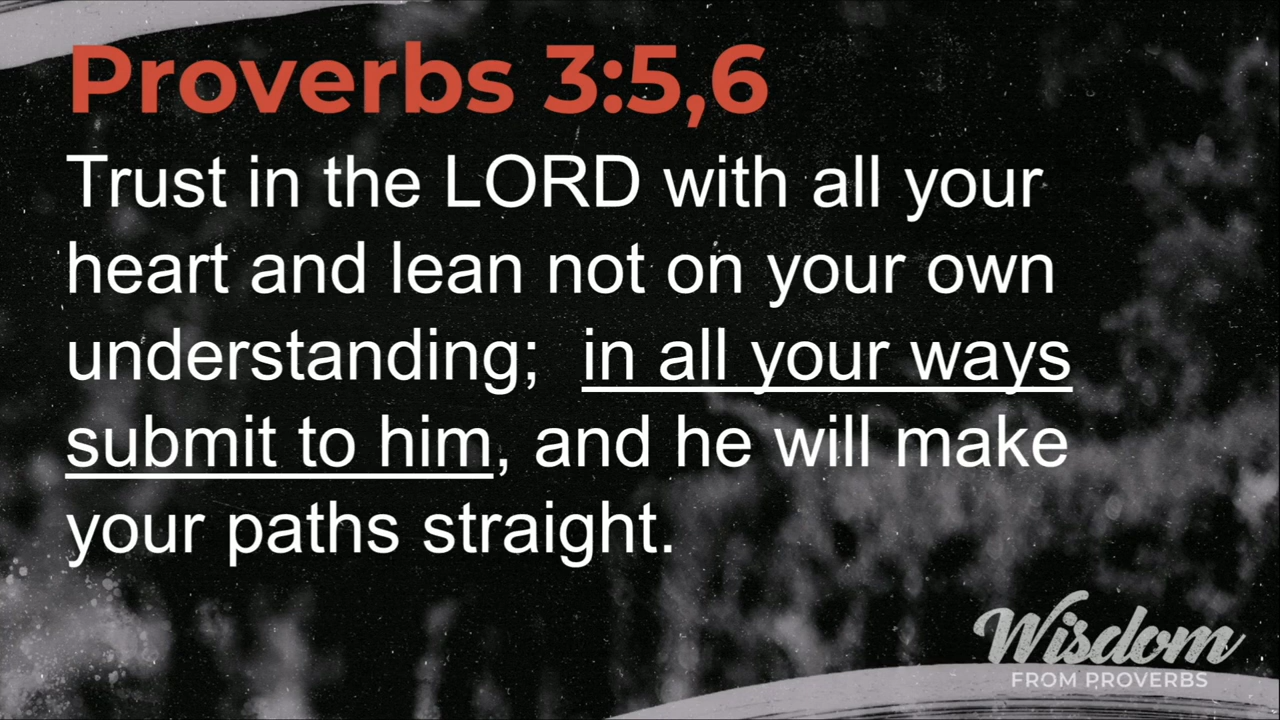 Proverbs 3:5,6
Trust in the LORD with all your
heart and lean not on your own
understanding;  in all your ways
submit to him, and he will make
your paths straight.
Wisdom
FROM PROVERBS